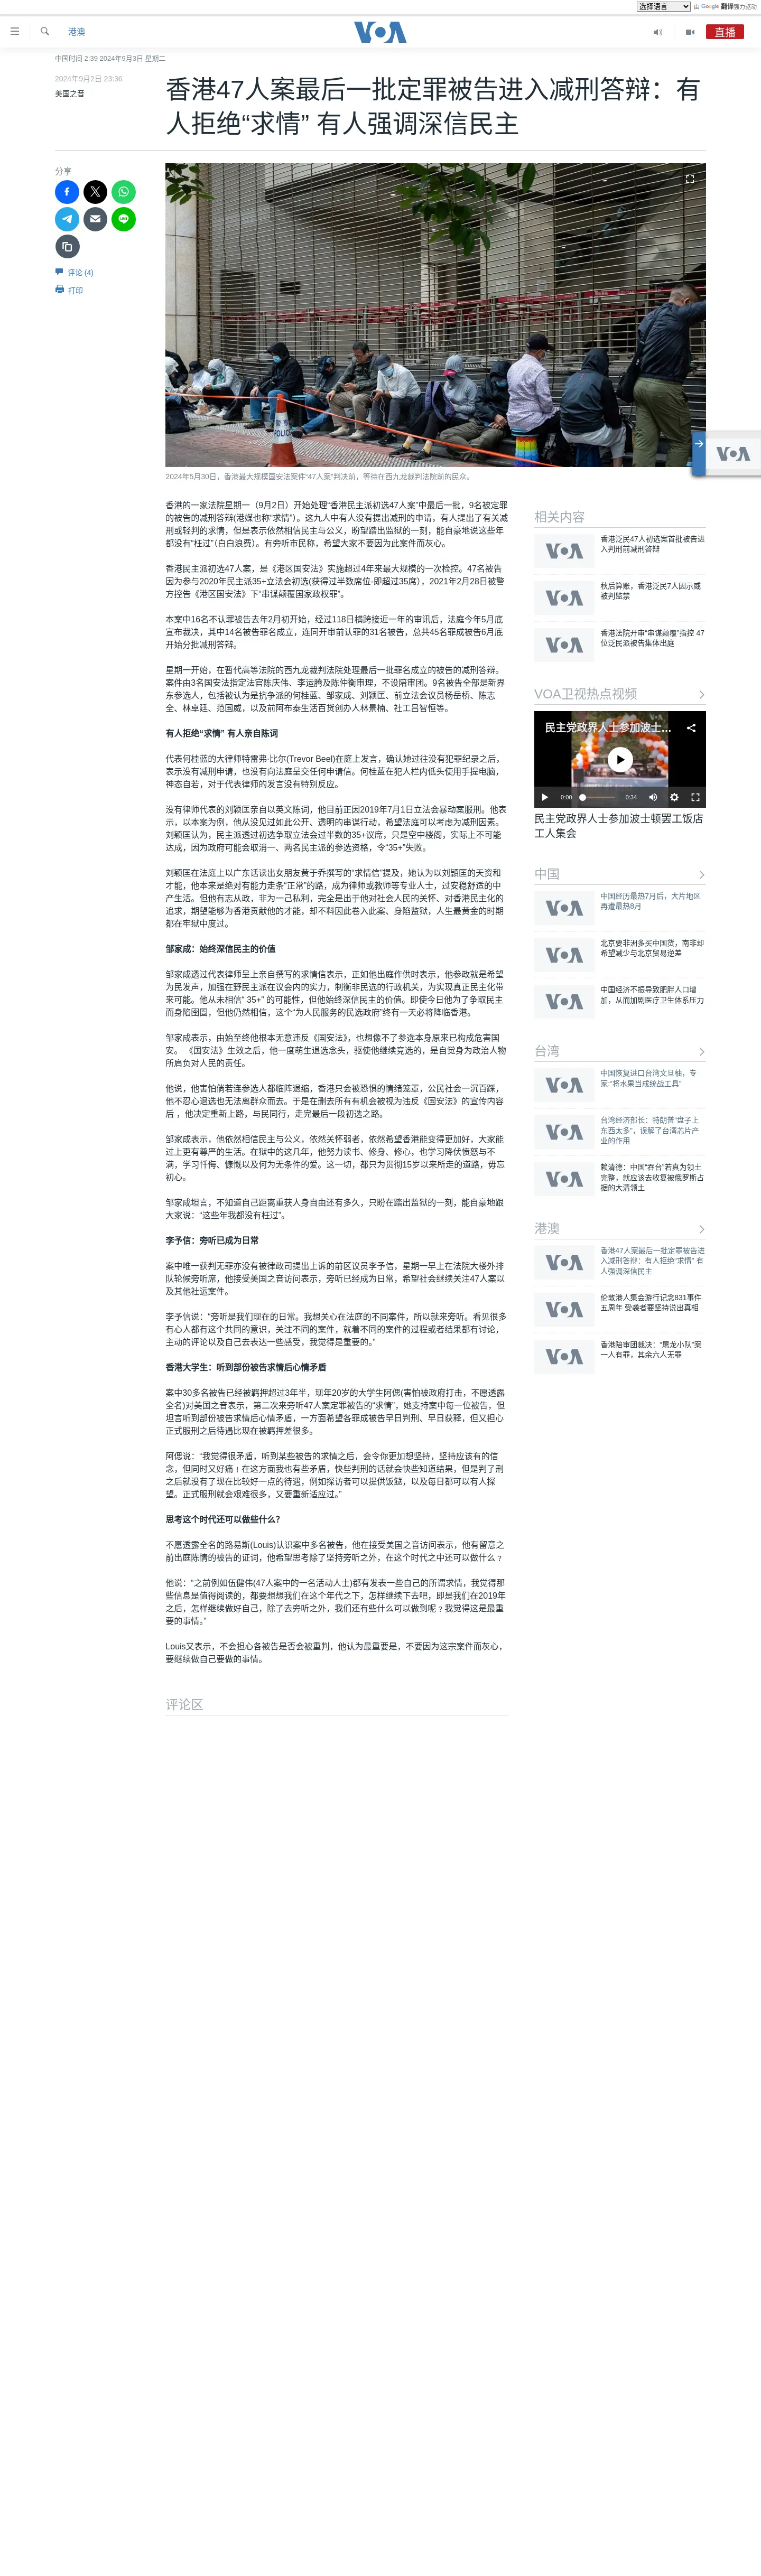 选择语言 由 Google 翻译强力驱动
港澳
VOA
直播
中国时间 2:39 2024年9月3日 星期二
2024年9月2日 23:36
美国之音
香港47人案最后一批定罪被告进入减刑答辩：有
人拒绝“求情” 有人强调深信民主
分享
评论 (4)
打印
POLICE
2024年5月30日，香港最大规模国安法案件“47人案”判决前，等待在西九龙裁判法院前的民众。
香港的一家法院星期一（9月2日）开始处理“香港民主派初选47人案”中最后一批，9名被定罪
的被告的减刑答辩(港媒也称“求情”）。这九人中有人没有提出减刑的申请，有人提出了有关减
刑或轻判的求情，但是表示依然相信民主与公义，盼望踏出监狱的一刻，能自豪地说这些年
都没有“枉过”（白白浪费）。有旁听市民称，希望大家不要因为此案件而灰心。
香港民主派初选47人案，是《港区国安法》实施超过4年来最大规模的一次检控。47名被告
因为参与2020年民主派35+立法会初选(获得过半数席位-即超过35席），2021年2月28日被警
方控告《港区国安法》下“串谋颠覆国家政权罪”。
本案中16名不认罪被告去年2月初开始，经过118日横跨接近一年的审讯后，法庭今年5月底
宣布裁决，其中14名被告罪名成立，连同开审前认罪的31名被告，总共45名罪成被告6月底
开始分批减刑答辩。
星期一开始，在暂代高等法院的西九龙裁判法院处理最后一批罪名成立的被告的减刑答辩。
案件由3名国安法指定法官陈庆伟、李运腾及陈仲衡审理，不设陪审团。9名被告全部是新界
东参选人，包括被认为是抗争派的何桂蓝、邹家成、刘颖匡、前立法会议员杨岳桥、陈志
全、林卓廷、范国威，以及前阿布泰生活百货创办人林景楠、社工吕智恒等。
有人拒绝“求情” 有人亲自陈词
代表何桂蓝的大律师特雷弗·比尔(Trevor Beel)在庭上发言，确认她过往没有犯罪纪录之后，
表示没有减刑申请，也没有向法庭呈交任何申请信。何桂蓝在犯人栏内低头使用手提电脑，
神态自若，对于代表律师的发言没有特别反应。
没有律师代表的刘颖匡亲自以英文陈词，他目前正因2019年7月1日立法会暴动案服刑。他表
示，以本案为例，他从没见过如此公开、透明的串谋行动，希望法庭可以考虑为减刑因素。
刘颖匡认为，民主派透过初选争取立法会过半数的35+议席，只是空中楼阁，实际上不可能
达成，因为政府可能会取消一、两名民主派的参选资格，令“35+”失败。
刘颖匡在法庭上以广东话读出女朋友黄于乔撰写的“求情信”提及，她认为以刘頴匡的天资和
才能，他本来是绝对有能力走条“正常”的路，成为律师或教师等专业人士，过安稳舒适的中
产生活。但他有志从政，非为一己私利，完全是出于他对社会人民的关怀、对香港民主化的
追求，期望能够为香港贡献他的才能，却不料因此卷入此案、身陷监狱，人生最黄金的时期
都在牢狱中度过。
邹家成：始终深信民主的价值
邹家成透过代表律师呈上亲自撰写的求情信表示，正如他出庭作供时表示，他参政就是希望
为民发声，加强在野民主派在议会内的实力，制衡非民选的行政机关，为实现真正民主化带
来可能。他从未相信“ 35+” 的可能性，但他始终深信民主的价值。即使今日他为了争取民主
而身陷囹圄，但他仍然相信，这个“为人民服务的民选政府”终有一天必将降临香港。
邹家成表示，由始至终他根本无意违反《国安法》，也想像不了参选本身原来已构成危害国
安。 《国安法》生效之后，他一度萌生退选念头，驱使他继续竞选的，是自觉身为政治人物
所肩负对人民的责任。
他说，他害怕倘若连参选人都临阵退缩，香港只会被恐惧的情绪笼罩，公民社会一沉百踩，
他不忍心退选也无法离群众而去。于是在删去所有有机会被视为违反《国安法》的宣传内容
后 ，他决定重新上路，与民同行，走完最后一段初选之路。
邹家成表示，他依然相信民主与公义，依然关怀弱者，依然希望香港能变得更加好，大家能
过上更有尊严的生活。在狱中的这几年，他努力读书、修身、修心，也学习降伏愤怒与不
满，学习忏悔、慷慨以及何为无条件的爱。这一切，都只为贯彻15岁以来所走的道路，毋忘
初心。
邹家成坦言，不知道自己距离重获人身自由还有多久，只盼在踏出监狱的一刻，能自豪地跟
大家说：“这些年我都没有枉过”。
李予信：旁听已成为日常
案中唯一获判无罪亦没有被律政司提出上诉的前区议员李予信，星期一早上在法院大楼外排
队轮候旁听席，他接受美国之音访问表示，旁听已经成为日常，希望社会继续关注47人案以
及其他社运案件。
李予信说：“旁听是我们现在的日常。我想关心在法庭的不同案件，所以就来旁听。看见很多
有心人都有这个共同的意识，关注不同的案件，就着不同的案件的过程或者结果都有讨论，
主动的评论以及自己去表达一些感受，我觉得是重要的。”
香港大学生：听到部份被告求情后心情矛盾
案中30多名被告已经被羁押超过3年半，现年20岁的大学生阿偲(害怕被政府打击，不愿透露
全名)对美国之音表示，第二次来旁听47人案定罪被告的“求情”，她支持案中每一位被告，但
坦言听到部份被告求情后心情矛盾，一方面希望各罪成被告早日判刑、早日获释，但又担心
正式服刑之后待遇比现在被羁押差很多。
阿偲说：“我觉得很矛盾，听到某些被告的求情之后，会令你更加想坚持，坚持应该有的信
念，但同时又好痛﹗在这方面我也有些矛盾，快些判刑的话就会快些知道结果，但是判了刑
之后就没有了现在比较好一点的待遇，例如探访者可以提供饭餸，以及每日都可以有人探
望。正式服刑就会艰难很多，又要重新适应过。”
思考这个时代还可以做些什么？
不愿透露全名的路易斯(Louis)认识案中多名被告，他在接受美国之音访问表示，他有留意之
前出庭陈情的被告的证词，他希望思考除了坚持旁听之外，在这个时代之中还可以做什么﹖
他说：“之前例如伍健伟(47人案中的一名活动人士)都有发表一些自己的所谓求情，我觉得那
些信息是值得阅读的，都要想想我们在这个年代之下，怎样继续下去吧，即是我们在2019年
之后，怎样继续做好自己，除了去旁听之外，我们还有些什么可以做到呢﹖我觉得这是最重
要的事情。”
Louis又表示，不会担心各被告是否会被重判，他认为最重要是，不要因为这宗案件而灰心，
要继续做自己要做的事情。
评论区
VOA
相关内容
VOA
香港泛民47人初选案首批被告进
入判刑前减刑答辩
VOA
秋后算账，香港泛民7人因示威
被判监禁
VOA
香港法院开审“串谋颠覆”指控 47
位泛民派被告集体出庭
VOA卫视热点视频
民主党政界人士参加波士...
0:00 0:34
民主党政界人士参加波士顿罢工饭店
工人集会
中国
VOA
中国经历最热7月后，大片地区
再遭最热8月
VOA
北京要非洲多买中国货，南非却
希望减少与北京贸易逆差
VOA
中国经济不振导致肥胖人口增
加，从而加剧医疗卫生体系压力
台湾
VOA
中国恢复进口台湾文旦柚，专
家:“将水果当成统战工具”
VOA
台湾经济部长：特朗普“盘子上
东西太多”，误解了台湾芯片产
业的作用
VOA
赖清德：中国“吞台”若真为领土
完整，就应该去收复被俄罗斯占
据的大清领土
港澳
VOA
香港47人案最后一批定罪被告进
入减刑答辩：有人拒绝“求情” 有
人强调深信民主
VOA
伦敦港人集会游行记念831事件
五周年 受袭者要坚持说出真相
VOA
香港陪审团裁决：“屠龙小队”案
一人有罪，其余六人无罪